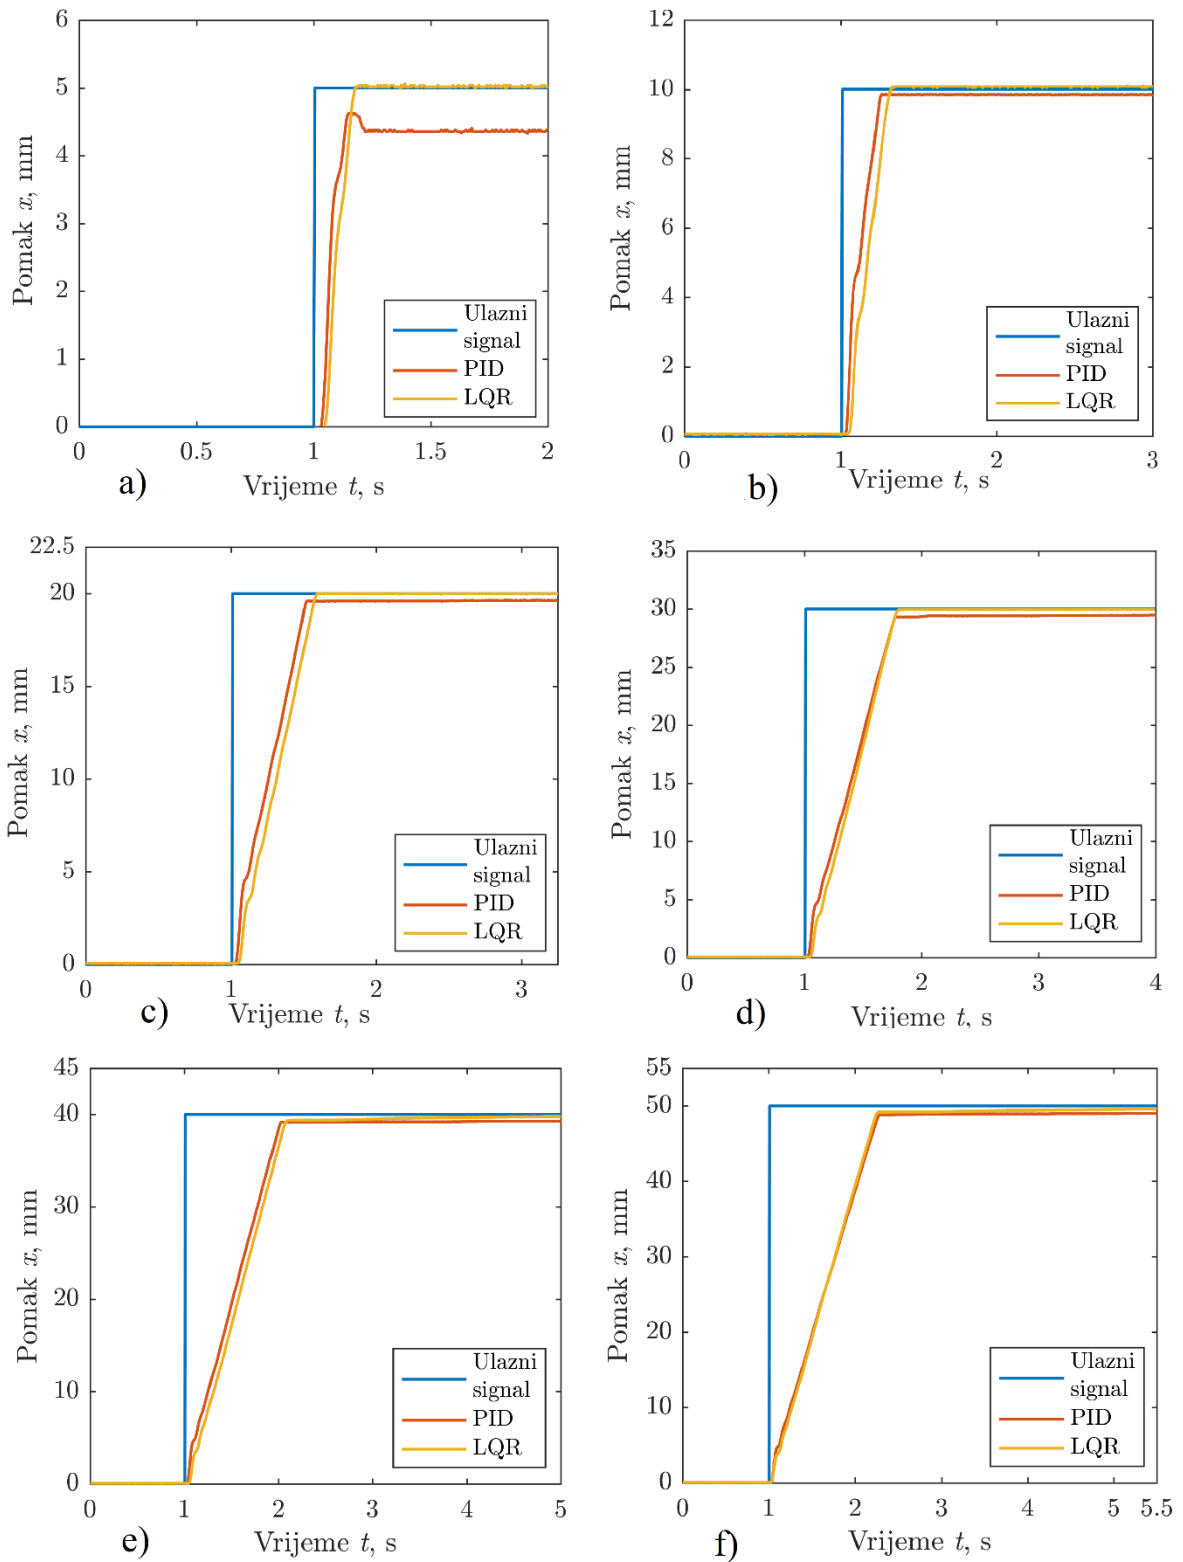 6
5
4
3
2
1
0
Pomak x, mm
0 0.5 1 1.5 2
Vrijeme t, s
Ulazni
signal
PID
LQR
a)
12
10
8
6
4
2
0
Pomak x, mm
0 1 2 3
Vrijeme t, s
Ulazni
signal
PID
LQR
b)
22.5
20
15
10
5
0
Pomak x, mm
0 1 2 3
Vrijeme t, s
Ulazni
signal
PID
LQR
c)
35
30
25
20
15
10
5
0
Pomak x, mm
0 1 2 3 4
Vrijeme t, s
Ulazni
signal
PID
LQR
d)
45
40
30
20
10
0
Pomak x, mm
0 1 2 3 4 5
Vrijeme t, s
Ulazni
signal
PID
LQR
e)
55
50
40
30
20
10
0
Pomak x, mm
0 1 2 3 4 5 5.5
Vrijeme t, s
Ulazni
signal
PID
LQR
f)